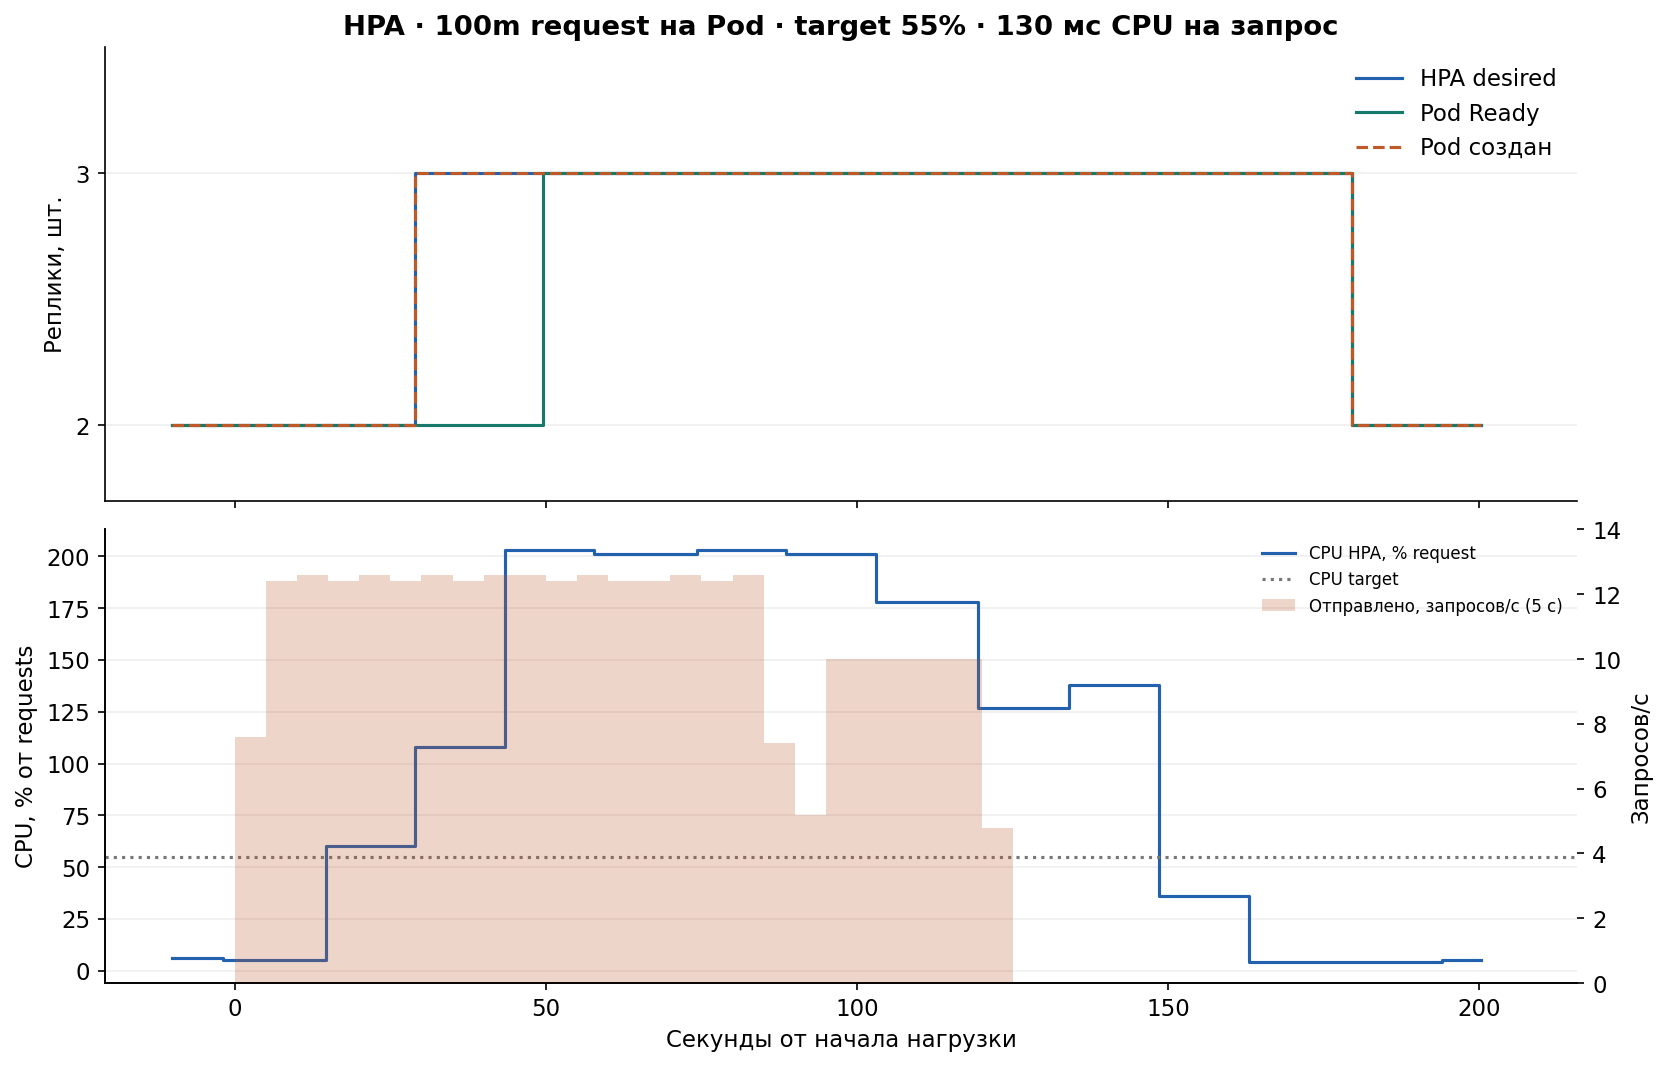 HPA · 100m request на Pod · target 55% · 130 мс CPU на запрос
HPA desired
Pod Ready
Pod создан
3
2
Реплики, шт.
CPU HPA, % request
CPU target
Отправлено, запросов/с (5 с)
200
175
150
125
100
75
50
25
0
CPU, % от requests
14
12
10
8
6
4
2
0
Запросов/с
0
50
100
150
200
Секунды от начала нагрузки